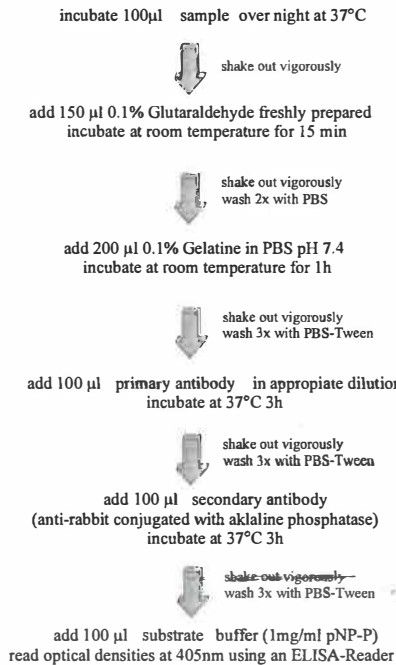 incubate 100µl sample over night at 37°C
shake out vigorously
add 150 µl 0.1% Glutaraldehyde freshly prepared
incubate at room temperature for 15 min
shake out vigorously
wash 2x with PBS
add 200 µl 0.1% Gelatine in PBS pH 7.4
incubate at room temperature for 1h
shake out vigorously
wash 3x with PBS-Tween
add 100 µl primary antibody in appropiate dilution
incubate at 37°C 3h
shake out vigorously
wash 3x with PBS-Tween
add 100 µl secondary antibody
(anti-rabbit conjugated with aklaline phosphatase)
incubate at 37°C 3h
shake out vigorously
wash 3x with PBS-Tween
add 100 µl substrate buffer (1mg/ml pNP-P)
read optical densities at 405nm using an ELISA-Reader